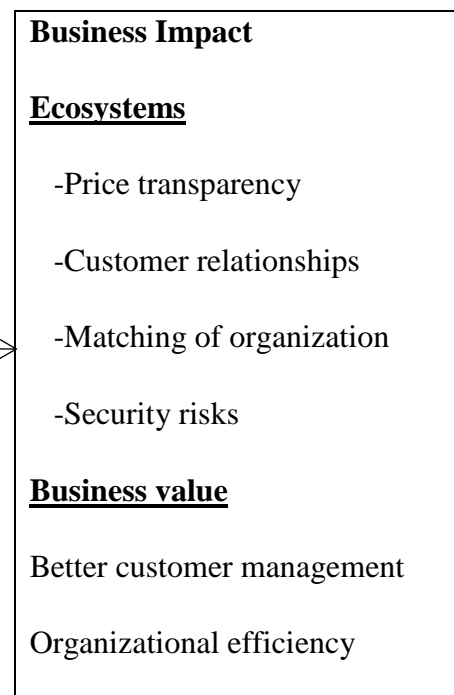 Business Impact
Ecosystems
-Price transparency
-Customer relationships
-Matching of organization
-Security risks
Business value
Better customer management
Organizational efficiency